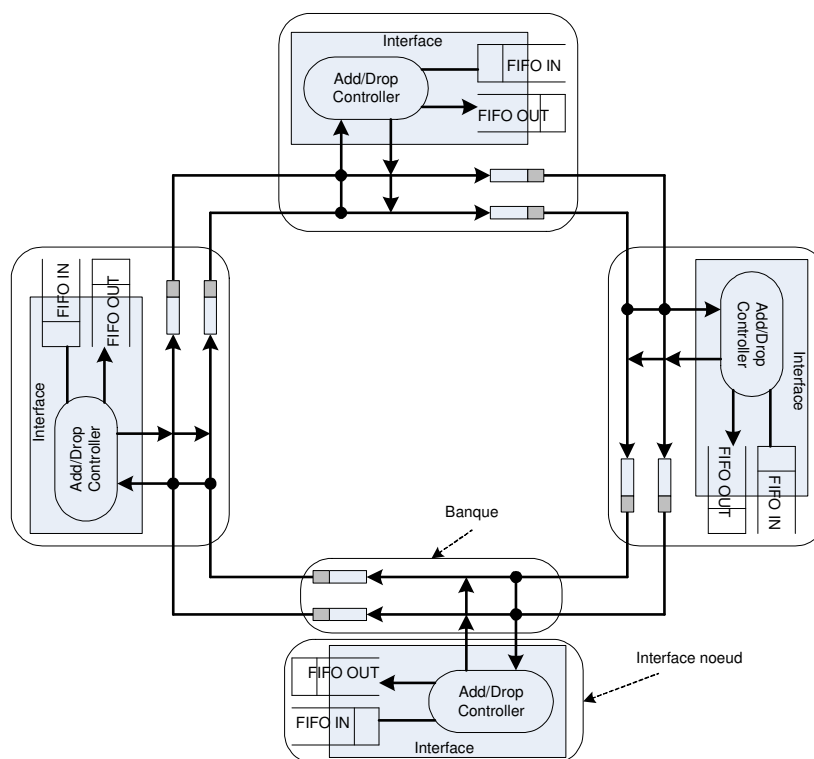 Interface
FIFO IN
Add/Drop
Controller
FIFO OUT
FIFO IN
FIFO OUT
Interface
Add/Drop
Controller
Add/Drop
Controller
Interface
FIFO OUT
FIFO IN
Banque
Interface noeud
FIFO OUT
Add/Drop
Controller
FIFO IN
Interface